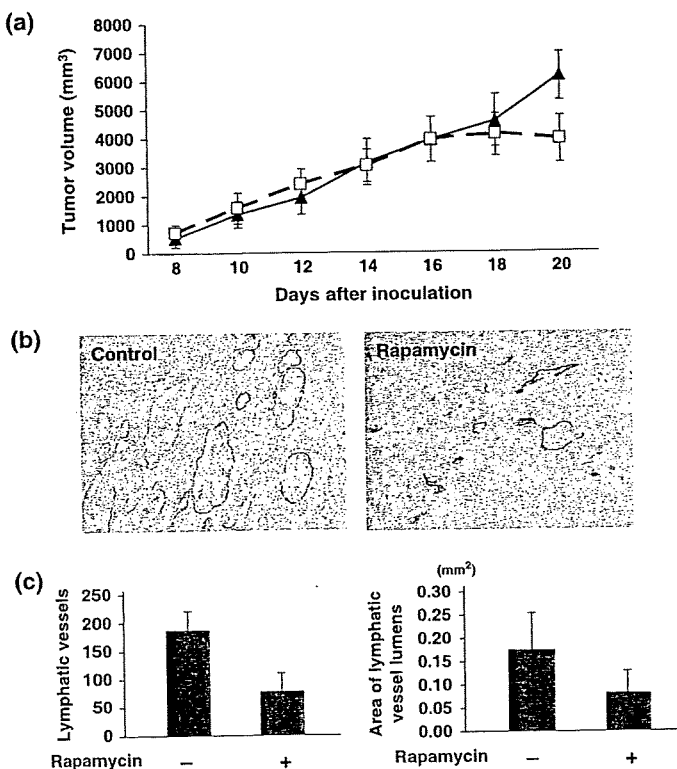 (a)
Tumor volume (mm³)
8000
7000
6000
5000
4000
3000
2000
1000
0
8 10 12 14 16 18 20
Days after inoculation
(b)
Control
Rapamycin
(c)
Lymphatic vessels
250
200
150
100
50
0
Rapamycin − +
(mm²)
Area of lymphatic
vessel lumens
0.30
0.25
0.20
0.15
0.10
0.05
0.00
Rapamycin − +